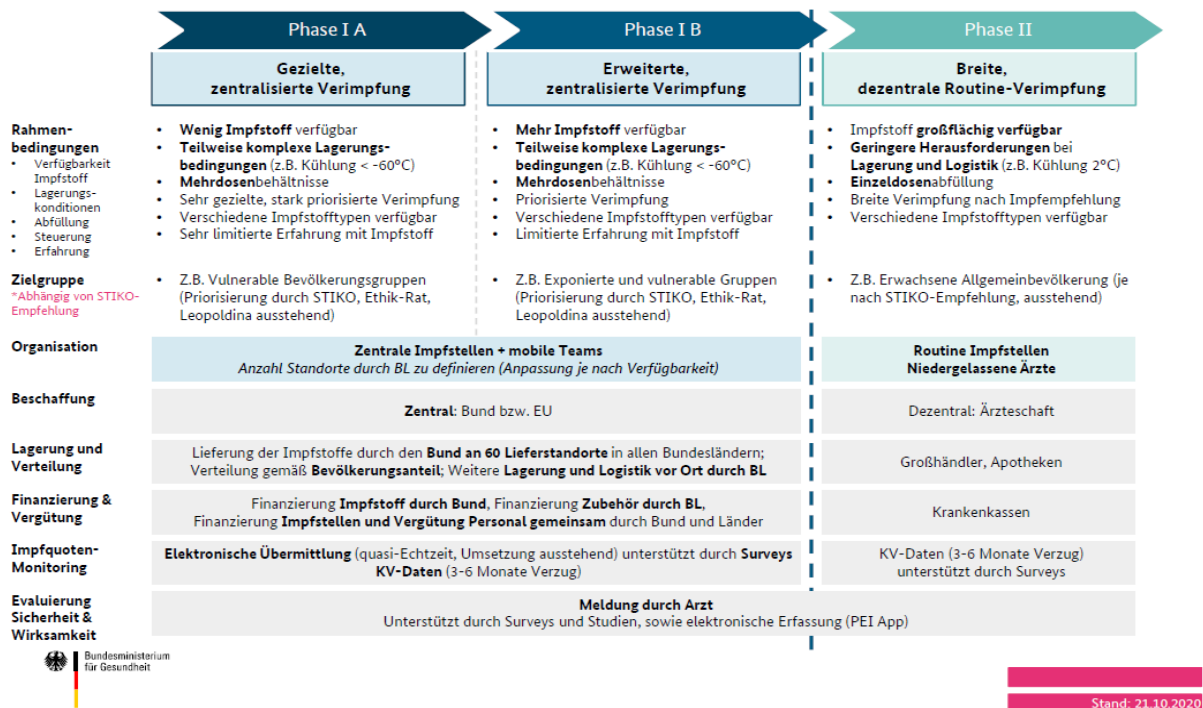 Phase I A
Phase I B
Phase II
Gezielte,
zentralisierte Verimpfung
Erweiterte,
zentralisierte Verimpfung
Breite,
dezentrale Routine-Verimpfung
Rahmen-
bedingungen
• Verfügbarkeit
Impfstoff
• Lagerungs-
konditionen
• Abfüllung
• Steuerung
• Erfahrung
• Wenig Impfstoff verfügbar
• Teilweise komplexe Lagerungs-
bedingungen (z.B. Kühlung < -60°C)
• Mehrdosenbehältnisse
• Sehr gezielte, stark priorisierte Verimpfung
• Verschiedene Impfstofftypen verfügbar
• Sehr limitierte Erfahrung mit Impfstoff
• Mehr Impfstoff verfügbar
• Teilweise komplexe Lagerungs-
bedingungen (z.B. Kühlung < -60°C)
• Mehrdosenbehältnisse
• Priorisierte Verimpfung
• Verschiedene Impfstofftypen verfügbar
• Limitierte Erfahrung mit Impfstoff
• Impfstoff großflächig verfügbar
• Geringere Herausforderungen bei
Lagerung und Logistik (z.B. Kühlung 2°C)
• Einzeldosenabfüllung
• Breite Verimpfung nach Impfempfehlung
• Verschiedene Impfstofftypen verfügbar
Zielgruppe
*Abhängig von STIKO-
Empfehlung
• Z.B. Vulnerable Bevölkerungsgruppen
(Priorisierung durch STIKO, Ethik-Rat,
Leopoldina ausstehend)
• Z.B. Exponierte und vulnerable Gruppen
(Priorisierung durch STIKO, Ethik-Rat,
Leopoldina ausstehend)
• Z.B. Erwachsene Allgemeinbevölkerung (je
nach STIKO-Empfehlung, ausstehend)
Organisation
Zentrale Impfstellen + mobile Teams
Anzahl Standorte durch BL zu definieren (Anpassung je nach Verfügbarkeit)
Routine Impfstellen
Niedergelassene Ärzte
Beschaffung
Zentral: Bund bzw. EU
Dezentral: Ärzteschaft
Lagerung und
Verteilung
Lieferung der Impfstoffe durch den Bund an 60 Lieferstandorte in allen Bundesländern;
Verteilung gemäß Bevölkerungsanteil; Weitere Lagerung und Logistik vor Ort durch BL
Großhändler, Apotheken
Finanzierung &
Vergütung
Finanzierung Impfstoff durch Bund, Finanzierung Zubehör durch BL,
Finanzierung Impfstellen und Vergütung Personal gemeinsam durch Bund und Länder
Krankenkassen
Impfquoten-
Monitoring
Elektronische Übermittlung (quasi-Echtzeit, Umsetzung ausstehend) unterstützt durch Surveys
KV-Daten (3-6 Monate Verzug)
KV-Daten (3-6 Monate Verzug)
unterstützt durch Surveys
Evaluierung
Sicherheit &
Wirksamkeit
Meldung durch Arzt
Unterstützt durch Surveys und Studien, sowie elektronische Erfassung (PEI App)
Bundesministerium
für Gesundheit
Stand: 21.10.2020